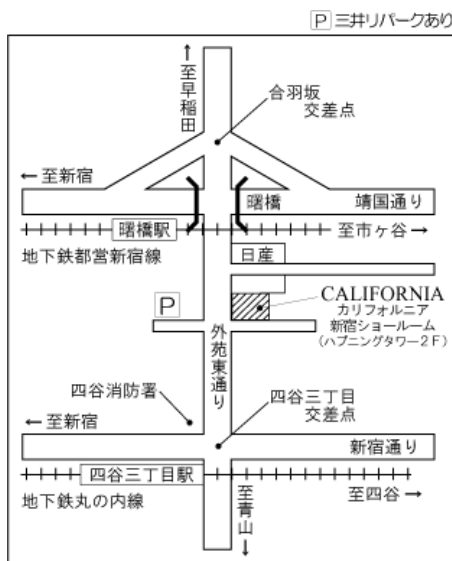 P 三井リパークあり
↑至早稲田
合羽坂
交差点
← 至新宿
曙橋
靖国通り
曙橋駅
至市ヶ谷 →
地下鉄都営新宿線
日産
P
CALIFORNIA
カリフォルニア
新宿ショールーム
(ハプニングタワー2F)
外苑東通り
四谷消防署
四谷三丁目
交差点
← 至新宿
新宿通り
四谷三丁目駅
至四谷 →
地下鉄丸の内線
至青山↓